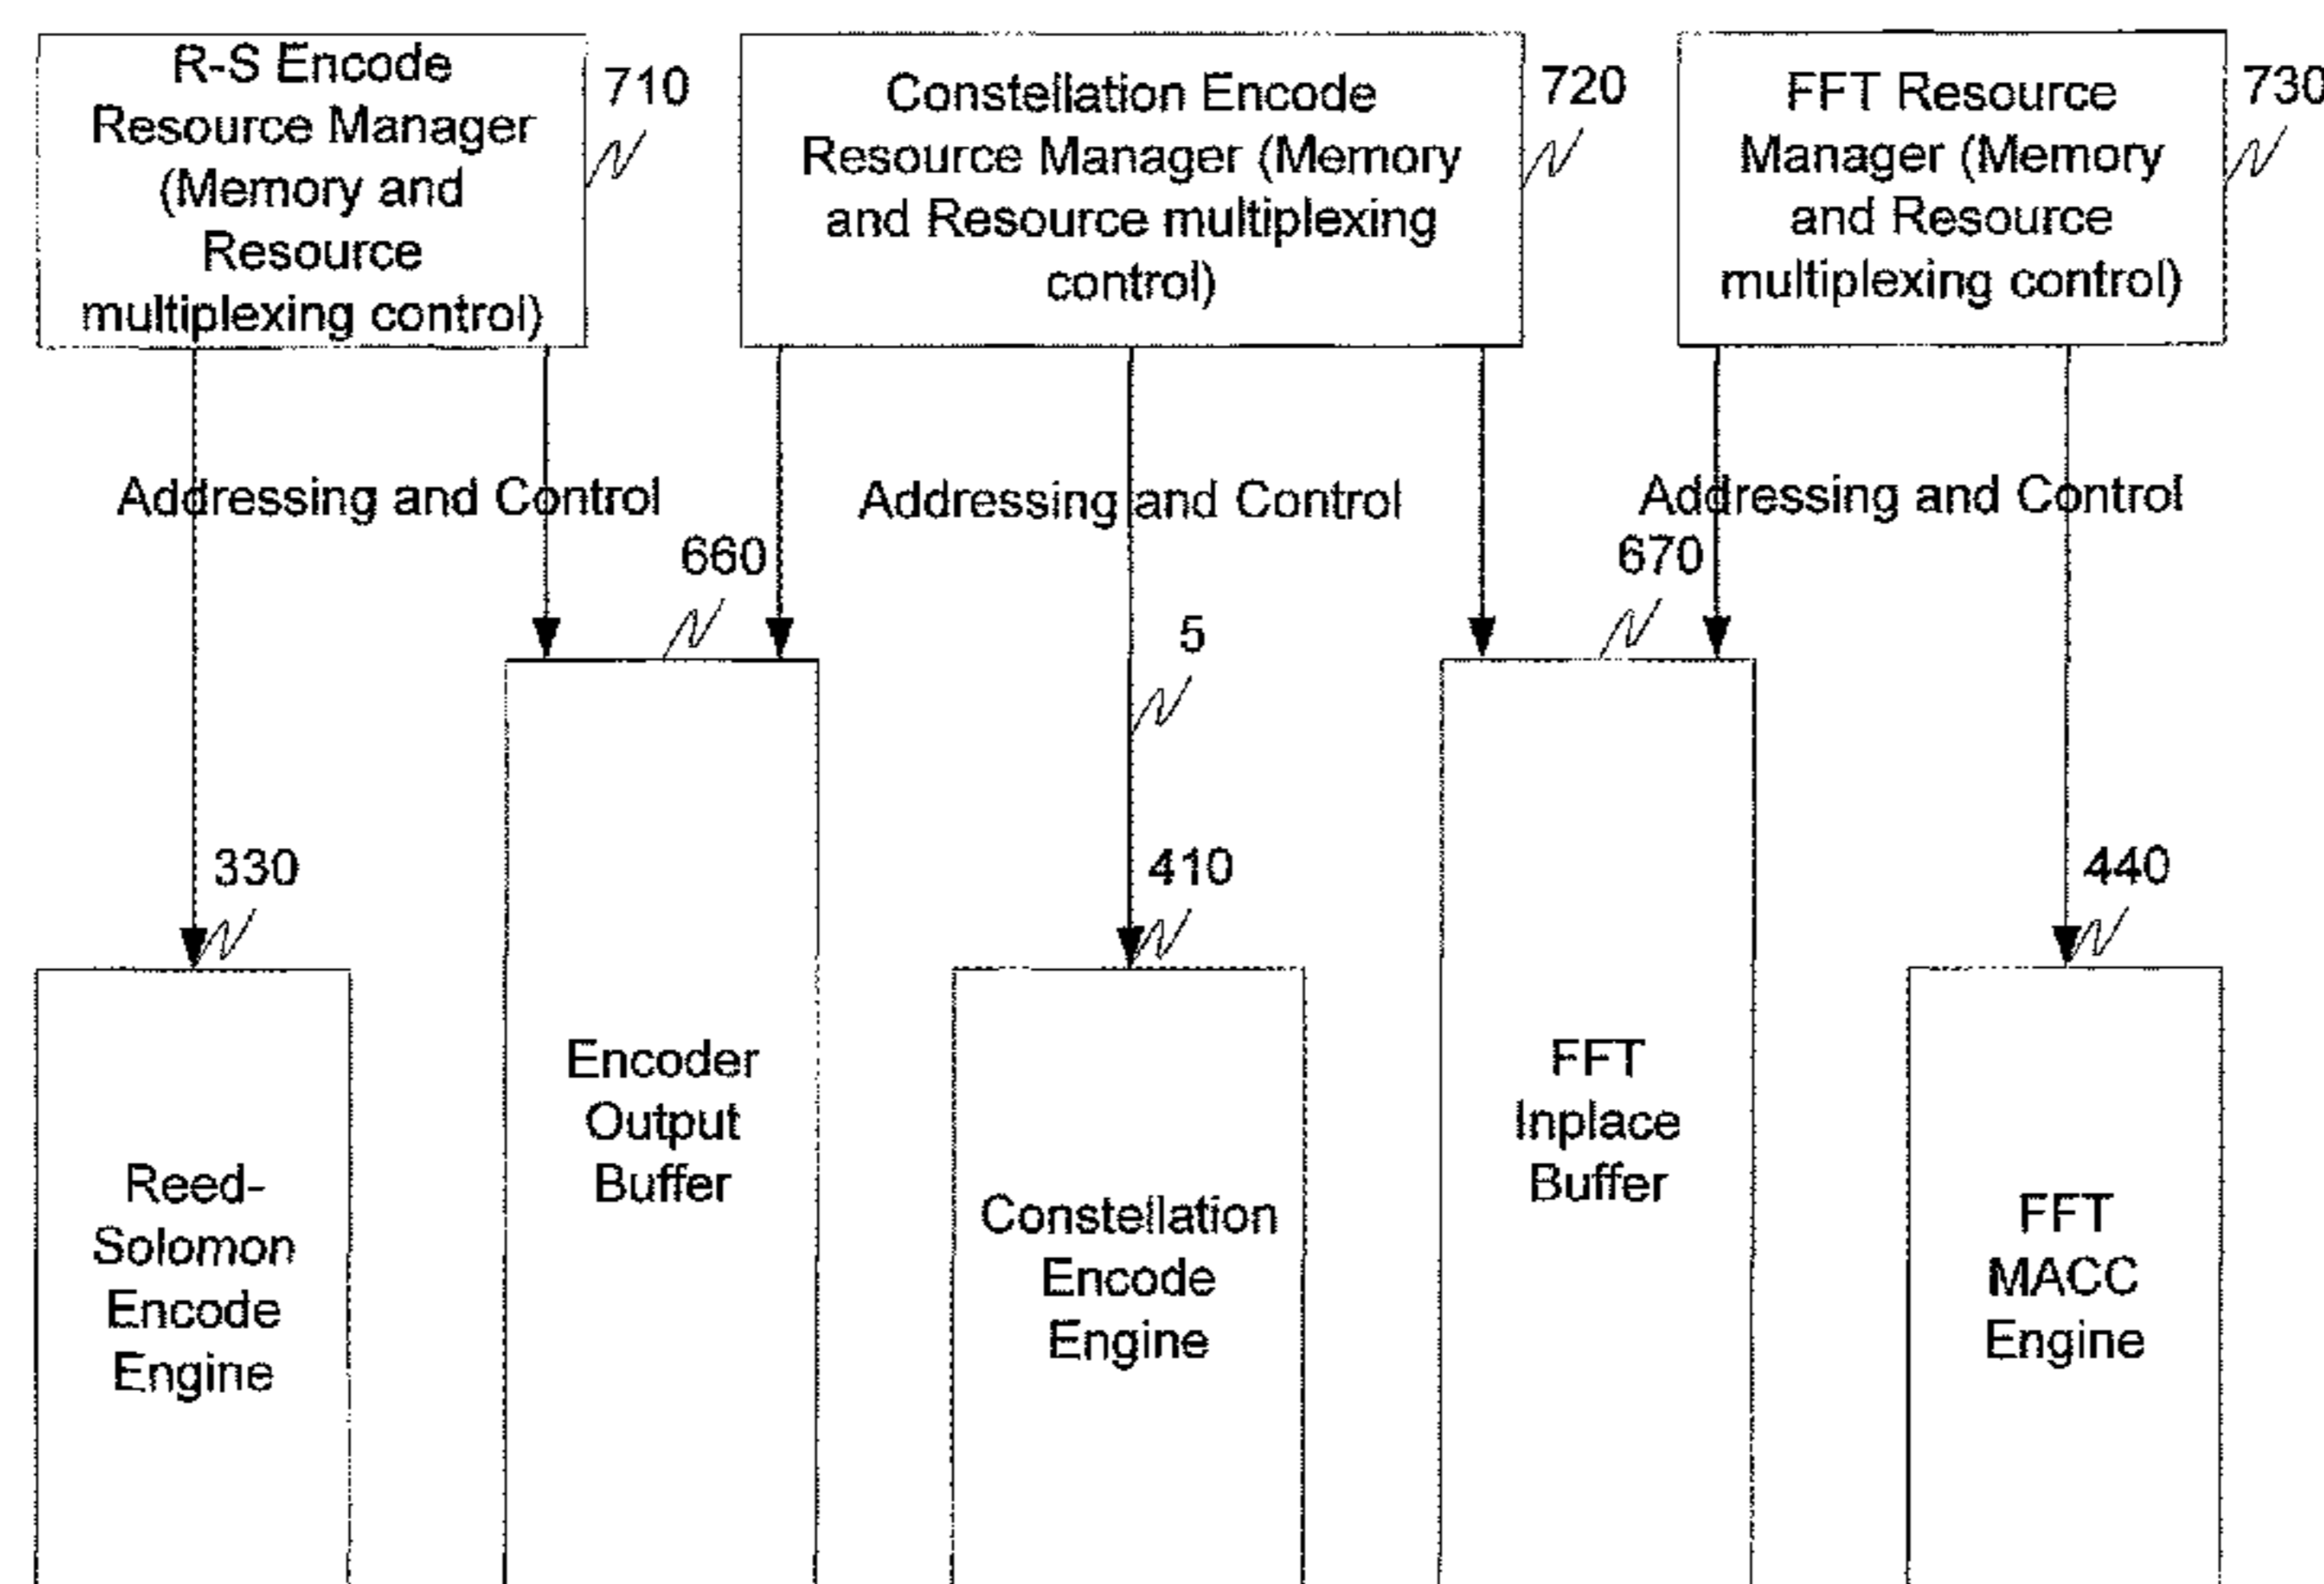 R-S Encode
Resource Manager
(Memory and
Resource
multiplexing control)
710
Constellation Encode
Resource Manager (Memory
and Resource multiplexing
control)
720
FFT Resource
Manager (Memory
and Resource
multiplexing control)
730
Addressing and Control
Addressing and Control
Addressing and Control
660
670
5
330
410
440
Reed-
Solomon
Encode
Engine
Encoder
Output
Buffer
Constellation
Encode
Engine
FFT
Inplace
Buffer
FFT
MACC
Engine